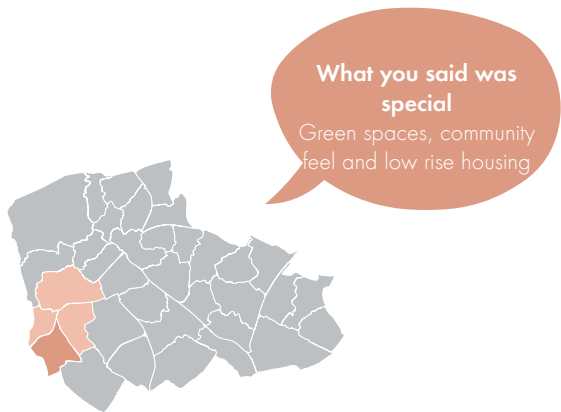 What you said was
special
Green spaces, community
feel and low rise housing